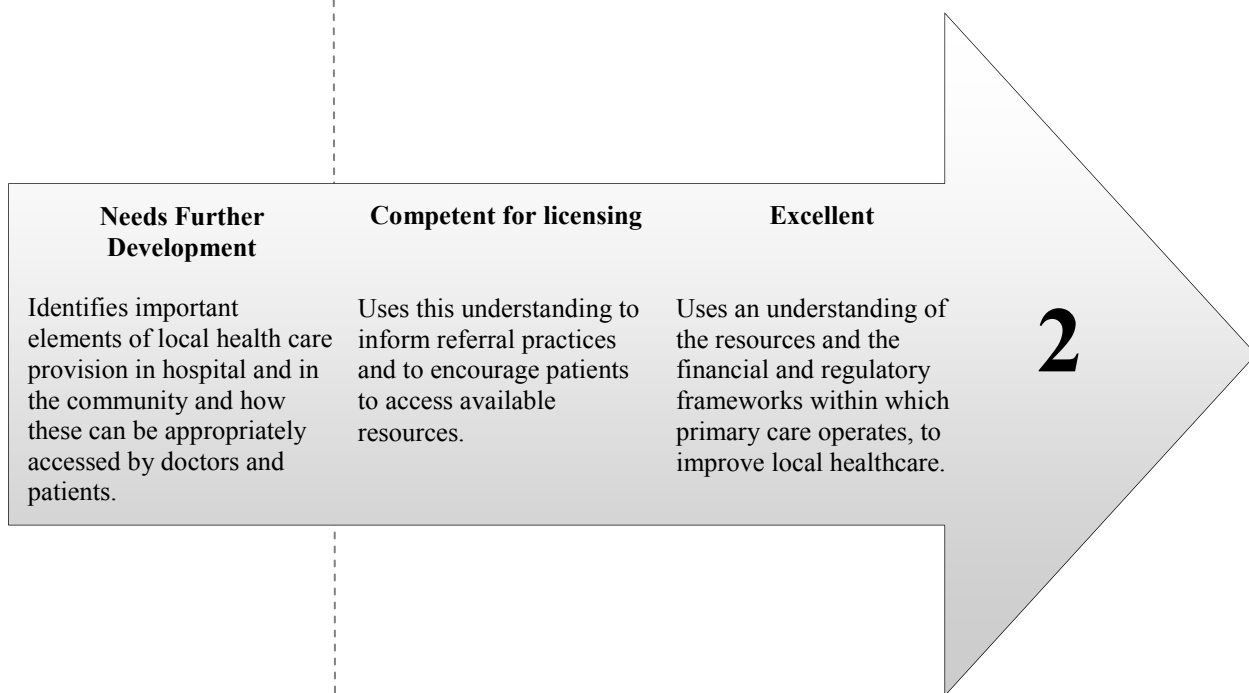 Needs Further
Development
Identifies important
elements of local health care
provision in hospital and in
the community and how
these can be appropriately
accessed by doctors and
patients.
Competent for licensing
Uses this understanding to
inform referral practices
and to encourage patients
to access available
resources.
Excellent
Uses an understanding of
the resources and the
financial and regulatory
frameworks within which
primary care operates, to
improve local healthcare.
2